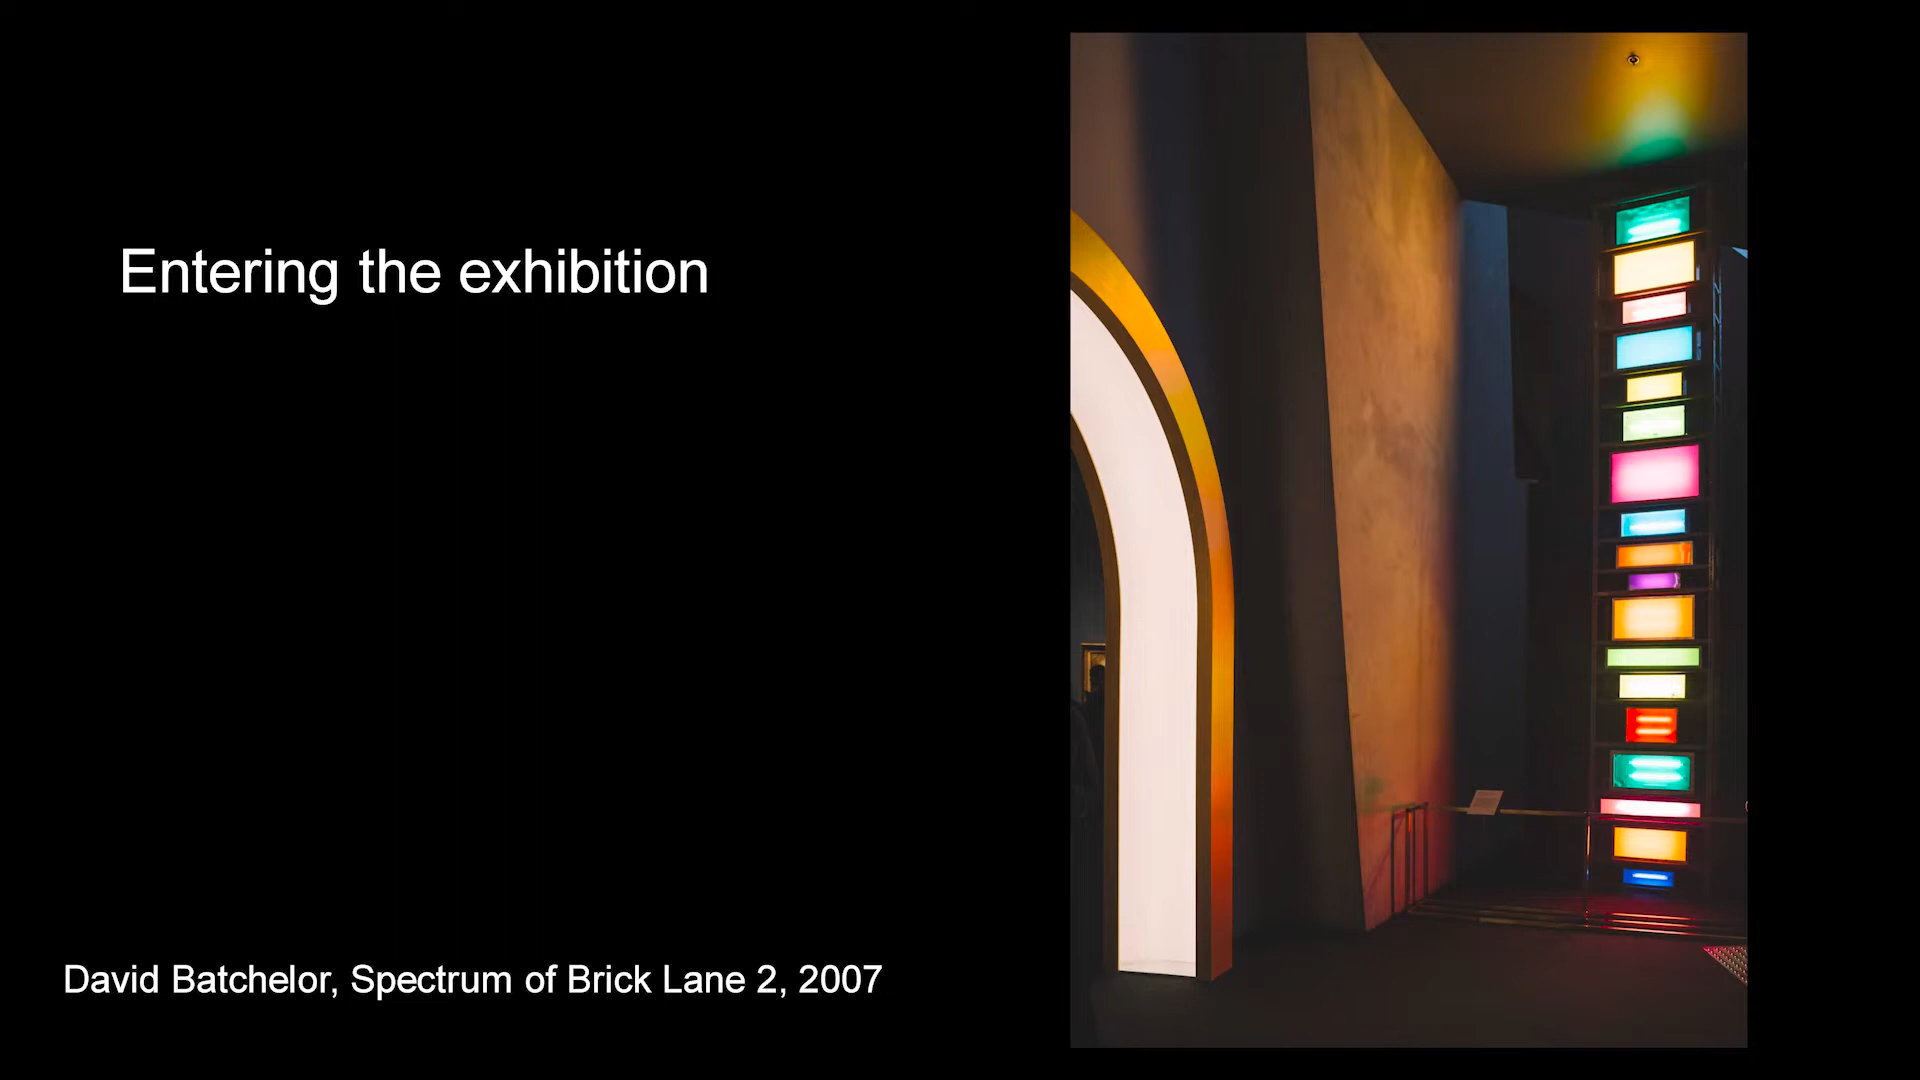 Entering the exhibition
David Batchelor, Spectrum of Brick Lane 2, 2007